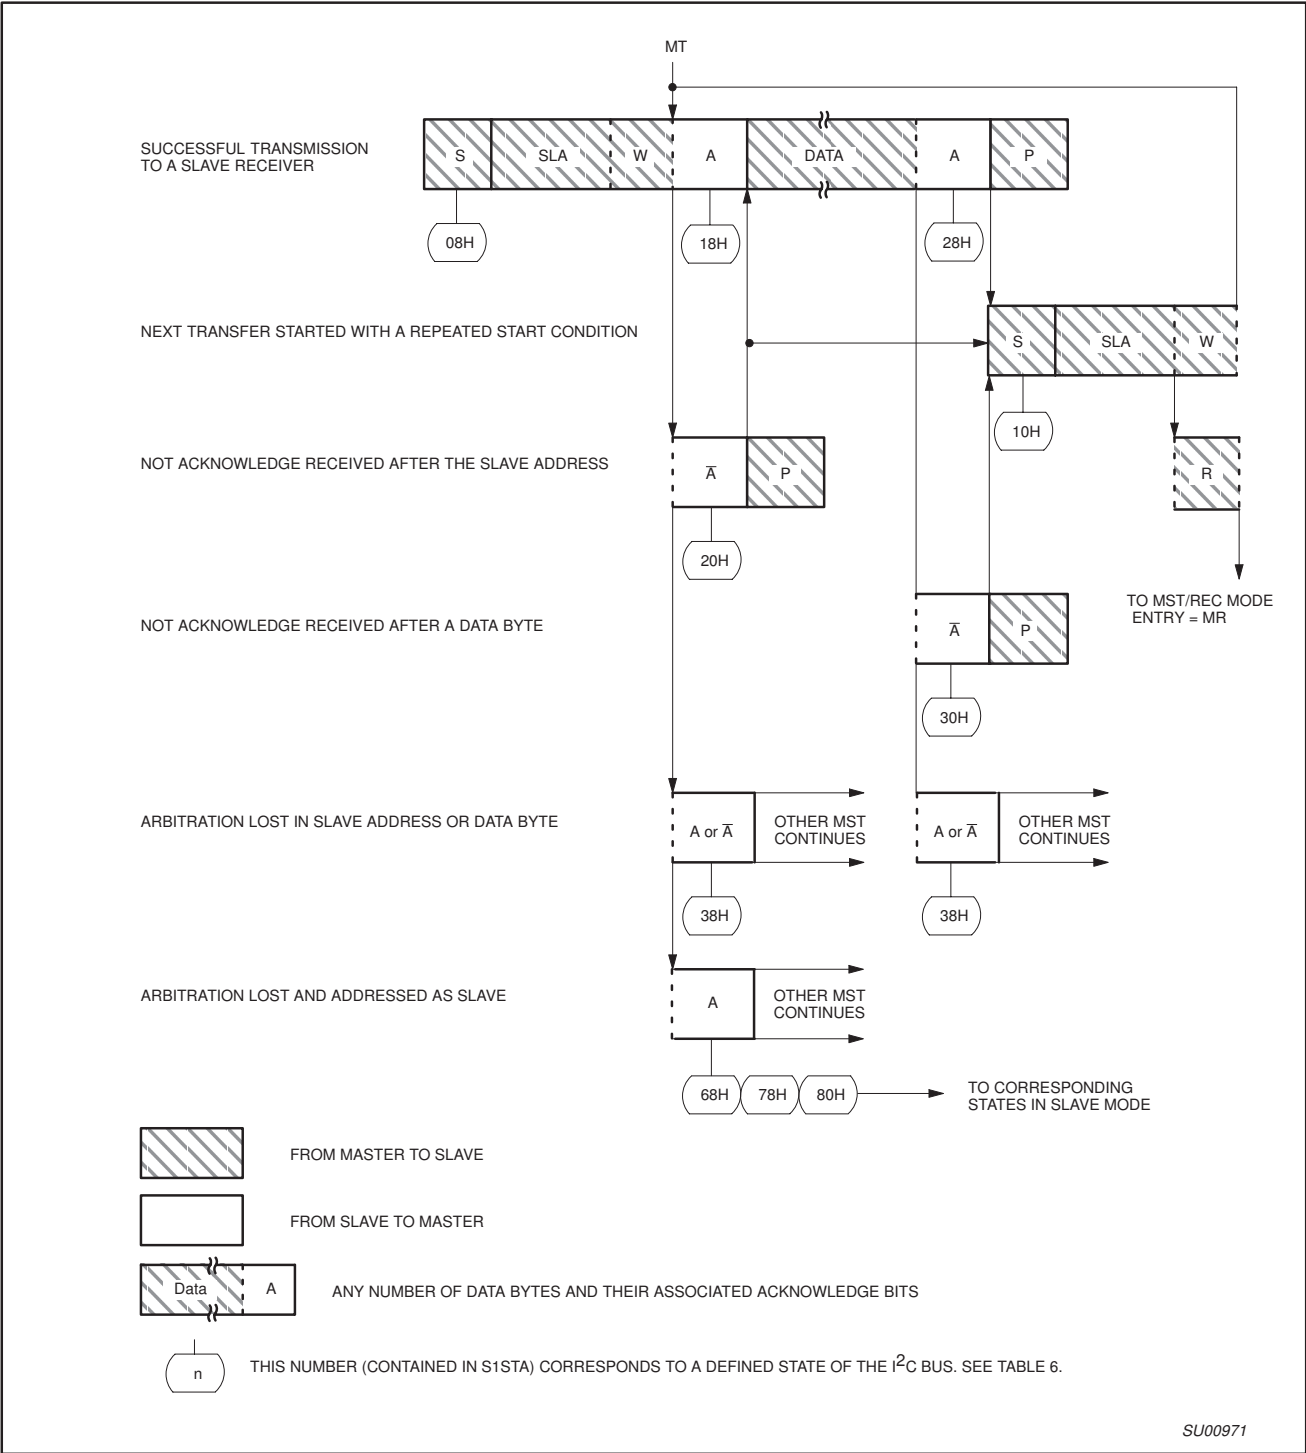 MT
SUCCESSFUL TRANSMISSION
TO A SLAVE RECEIVER
S SLA W A DATA A P
08H 18H 28H
NEXT TRANSFER STARTED WITH A REPEATED START CONDITION
S SLA W
10H
NOT ACKNOWLEDGE RECEIVED AFTER THE SLAVE ADDRESS
A̅ P
R
20H
TO MST/REC MODE
ENTRY = MR
NOT ACKNOWLEDGE RECEIVED AFTER A DATA BYTE
A̅ P
30H
ARBITRATION LOST IN SLAVE ADDRESS OR DATA BYTE
A or A̅
OTHER MST
CONTINUES
A or A̅
OTHER MST
CONTINUES
38H 38H
ARBITRATION LOST AND ADDRESSED AS SLAVE
A
OTHER MST
CONTINUES
68H 78H 80H
TO CORRESPONDING
STATES IN SLAVE MODE
FROM MASTER TO SLAVE
FROM SLAVE TO MASTER
Data A
ANY NUMBER OF DATA BYTES AND THEIR ASSOCIATED ACKNOWLEDGE BITS
n
THIS NUMBER (CONTAINED IN S1STA) CORRESPONDS TO A DEFINED STATE OF THE I²C BUS. SEE TABLE 6.
SU00971